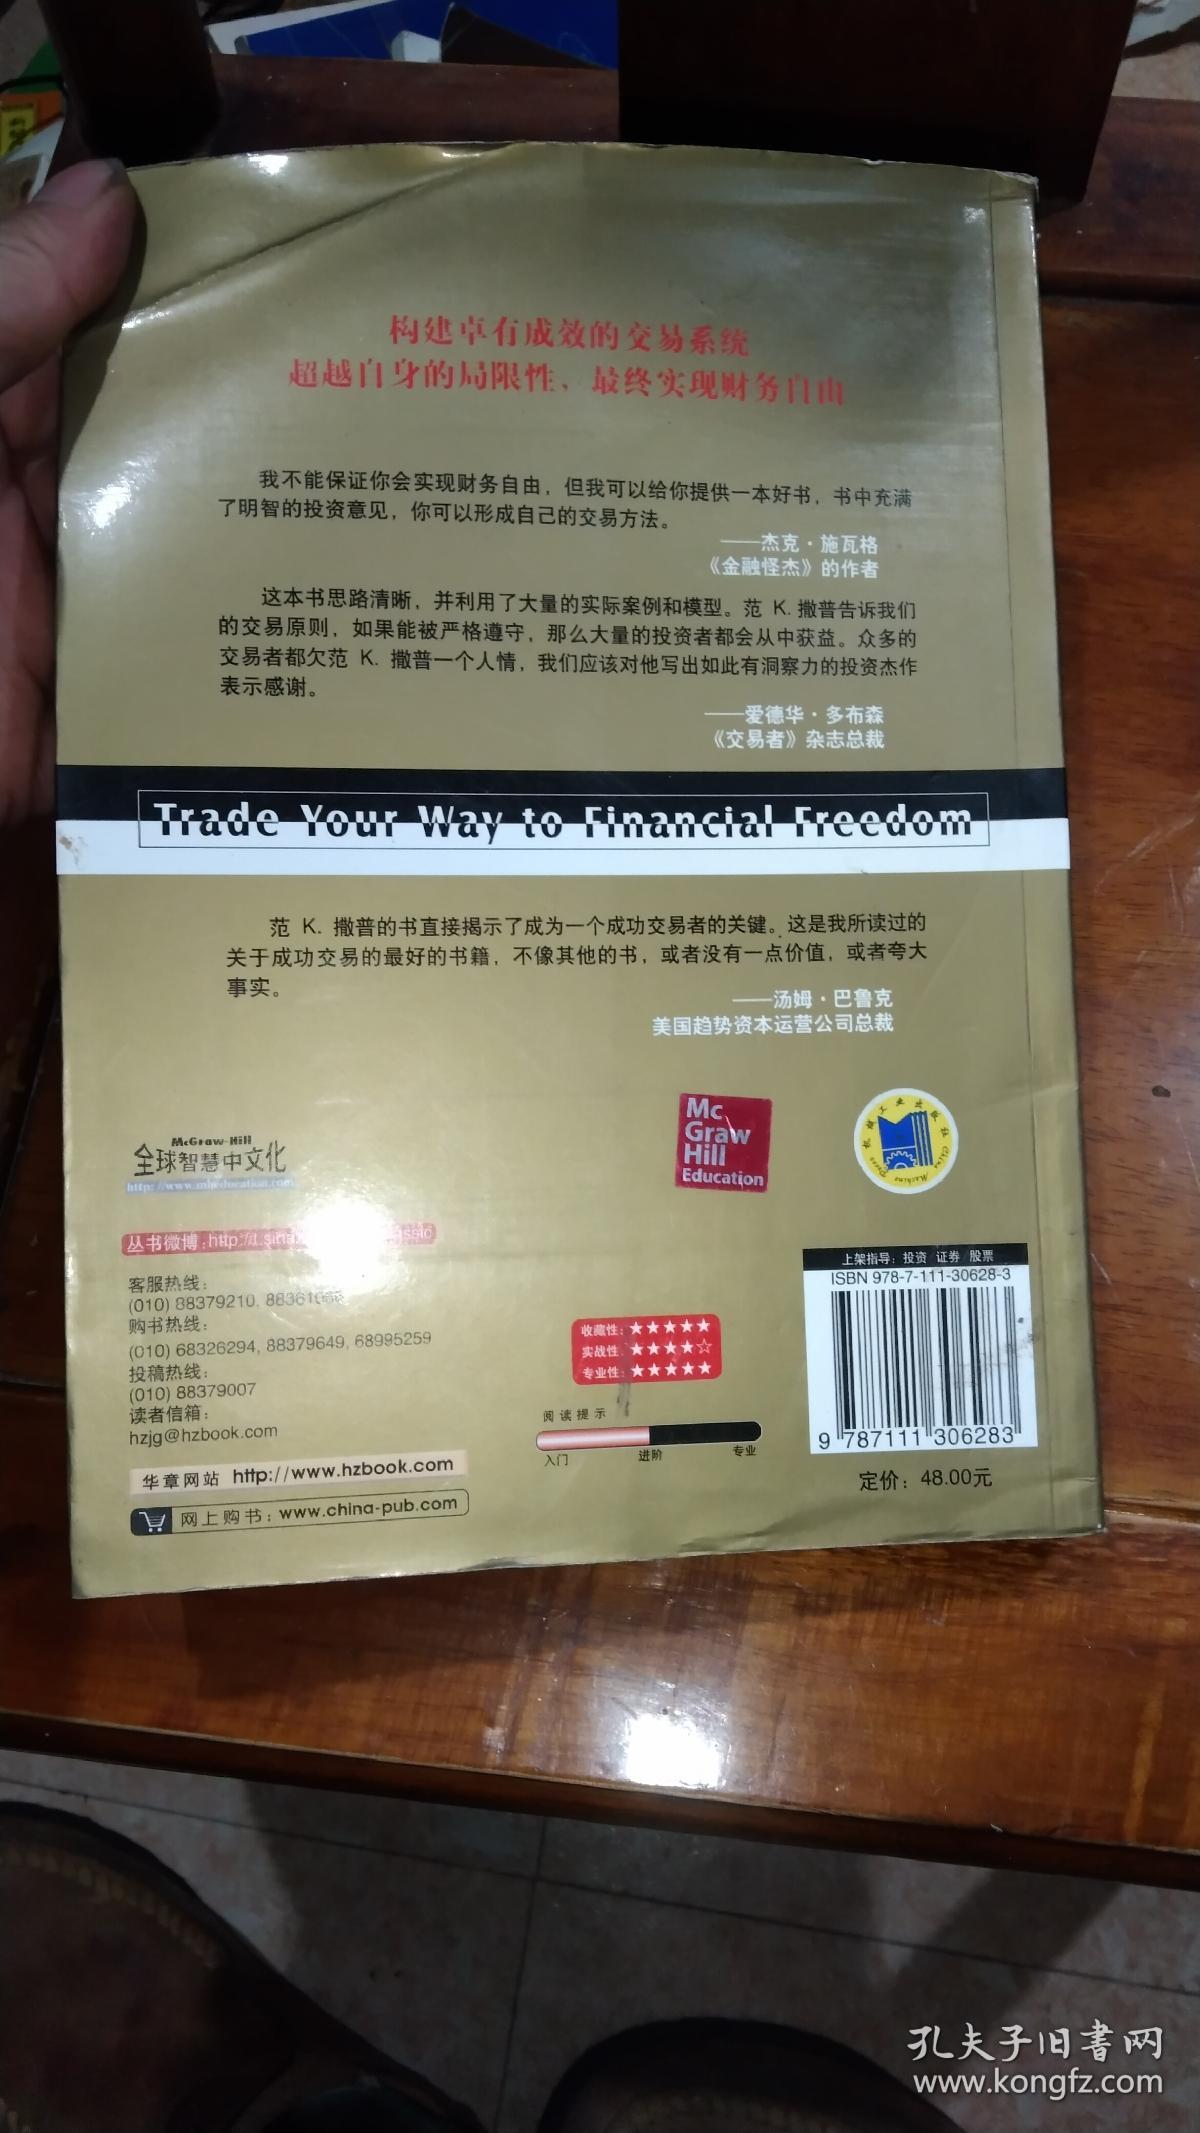 构建卓有成效的交易系统
超越自身的局限性，最终实现财务自由
我不能保证你会实现财务自由，但我可以给你提供一本好书，书中充满
了明智的投资意见，你可以形成自己的交易方法。
——杰克·施瓦格
《金融怪杰》的作者
这本书思路清晰，并利用了大量的实际案例和模型。范 K. 撒普告诉我们
的交易原则，如果能被严格遵守，那么大量的投资者都会从中获益。众多的
交易者都欠范 K. 撒普一个人情，我们应该对他写出如此有洞察力的投资杰作
表示感谢。
——爱德华·多布森
《交易者》杂志总裁
Trade Your Way to Financial Freedom
范 K. 撒普的书直接揭示了成为一个成功交易者的关键。这是我所读过的
关于成功交易的最好的书籍，不像其他的书，或者没有一点价值，或者夸大
事实。
——汤姆·巴鲁克
美国趋势资本运营公司总裁
McGraw-Hill
全球智慧中文化
http://www.mheducation.com
Mc
Graw
Hill
Education
机械工业出版社
China Machine Press
丛书微博：http://t.sina
客服热线：
(010) 88379210, 88361066
购书热线：
(010) 68326294, 88379649, 68995259
投稿热线：
(010) 88379007
读者信箱：
hzjg@hzbook.com
华章网站 http://www.hzbook.com
网上购书：www.china-pub.com
收藏性：★★★★★
实战性：★★★★☆
专业性：★★★★★
阅读提示
入门 进阶 专业
上架指导：投资 证券 股票
ISBN 978-7-111-30628-3
9 787111 306283
定价：48.00元
孔夫子旧書网
www.kongfz.com